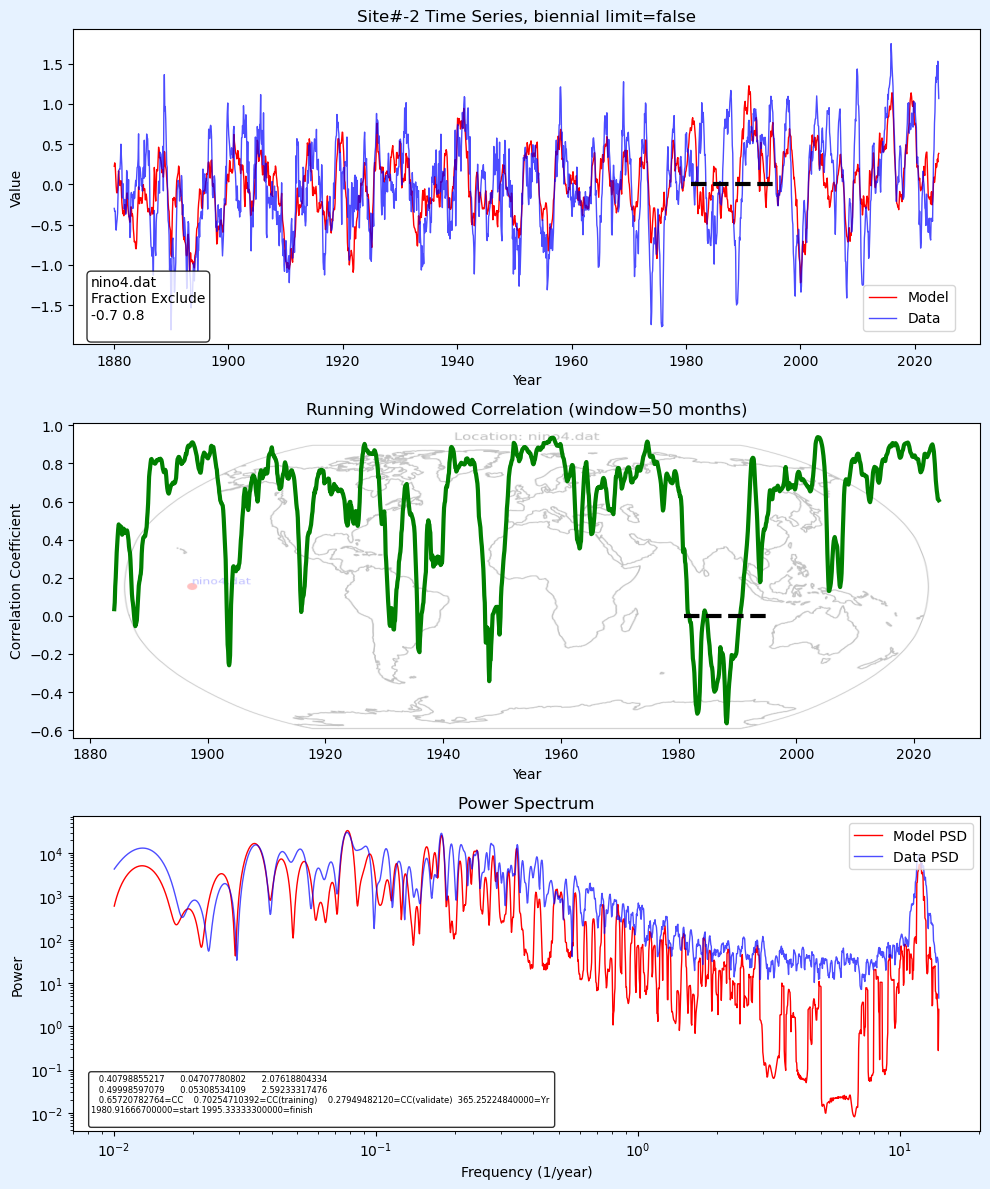 Site#-2 Time Series, biennial limit=false
Value
1.5
1.0
0.5
0.0
−0.5
−1.0
−1.5
nino4.dat
Fraction Exclude
-0.7 0.8
Model
Data
1880 1900 1920 1940 1960 1980 2000 2020
Year
Running Windowed Correlation (window=50 months)
Location: nino4.dat
Correlation Coefficient
1.0
0.8
0.6
0.4
0.2
0.0
−0.2
−0.4
−0.6
nino4.dat
1880 1900 1920 1940 1960 1980 2000 2020
Year
Power Spectrum
Power
10⁴
10³
10²
10¹
10⁰
10⁻¹
10⁻²
Model PSD
Data PSD
0.40798855217 0.04707780802 2.07618804334
0.49998597079 0.05308534109 2.59233317476
0.65720782764=CC 0.70254710392=CC(training) 0.27949482120=CC(validate) 365.25224840000=Yr
1980.91666700000=start 1995.33333300000=finish
10⁻² 10⁻¹ 10⁰ 10¹
Frequency (1/year)